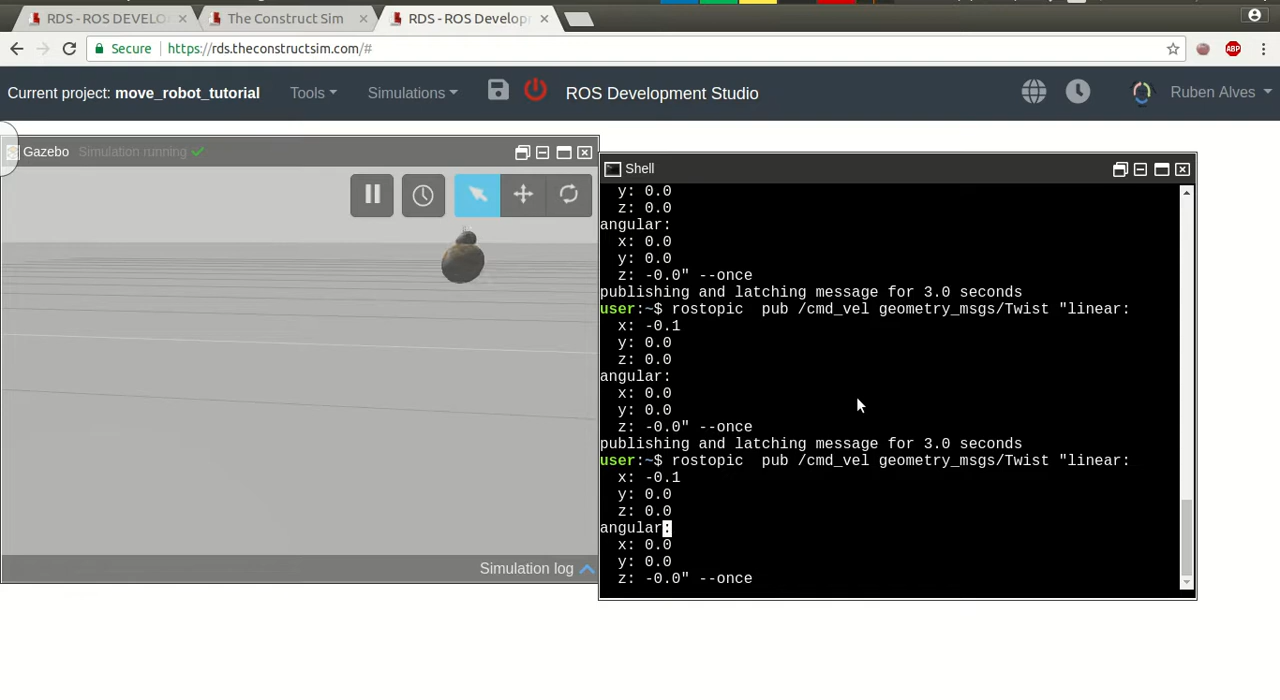 RDS - ROS DEVELO
The Construct Sim
RDS - ROS Develop
Secure https://rds.theconstructsim.com/#
ABP
Current project: move_robot_tutorial Tools Simulations ROS Development Studio Ruben Alves
Gazebo Simulation running
Simulation log
Shell
y: 0.0
z: 0.0
angular:
x: 0.0
y: 0.0
z: -0.0" --once
publishing and latching message for 3.0 seconds
user:~$ rostopic  pub /cmd_vel geometry_msgs/Twist "linear:
x: -0.1
y: 0.0
z: 0.0
angular:
x: 0.0
y: 0.0
z: -0.0" --once
publishing and latching message for 3.0 seconds
user:~$ rostopic  pub /cmd_vel geometry_msgs/Twist "linear:
x: -0.1
y: 0.0
z: 0.0
angular:
x: 0.0
y: 0.0
z: -0.0" --once